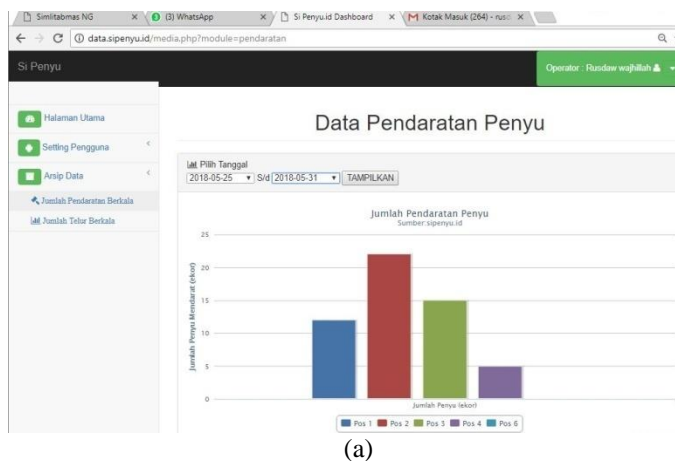 Simlitabmas NG
(3) WhatsApp
Si Penyu.id Dashboard
Kotak Masuk (264) - rusd
data.sipenyu.id/media.php?module=pendaratan
Si Penyu
Operator : Rusdaw wajhillah
Halaman Utama
Setting Pengguna
Arsip Data
Jumlah Pendaratan Berkala
Jumlah Telur Berkala
Data Pendaratan Penyu
Pilih Tanggal
2018-05-25 S/d 2018-05-31 TAMPILKAN
Jumlah Pendaratan Penyu
Sumber:sipenyu.id
Jumlah Penyu Mendarat (ekor)
25
20
15
10
5
0
Jumlah Penyu (ekor)
Pos 1 Pos 2 Pos 3 Pos 4 Pos 6
(a)